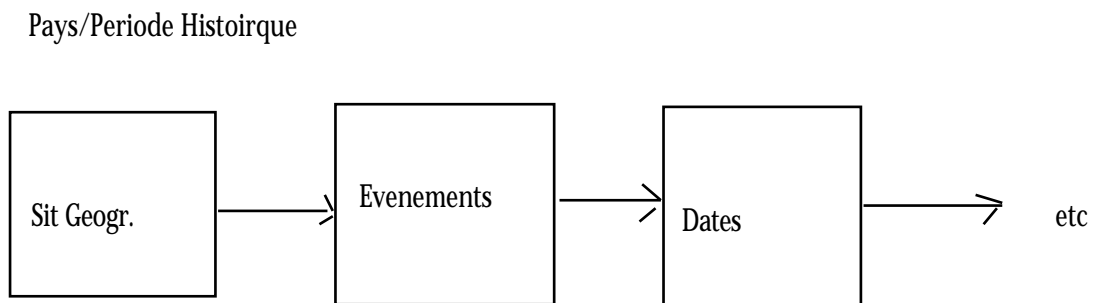 Pays/Periode Histoirque
Sit Geogr.
Evenements
Dates
etc